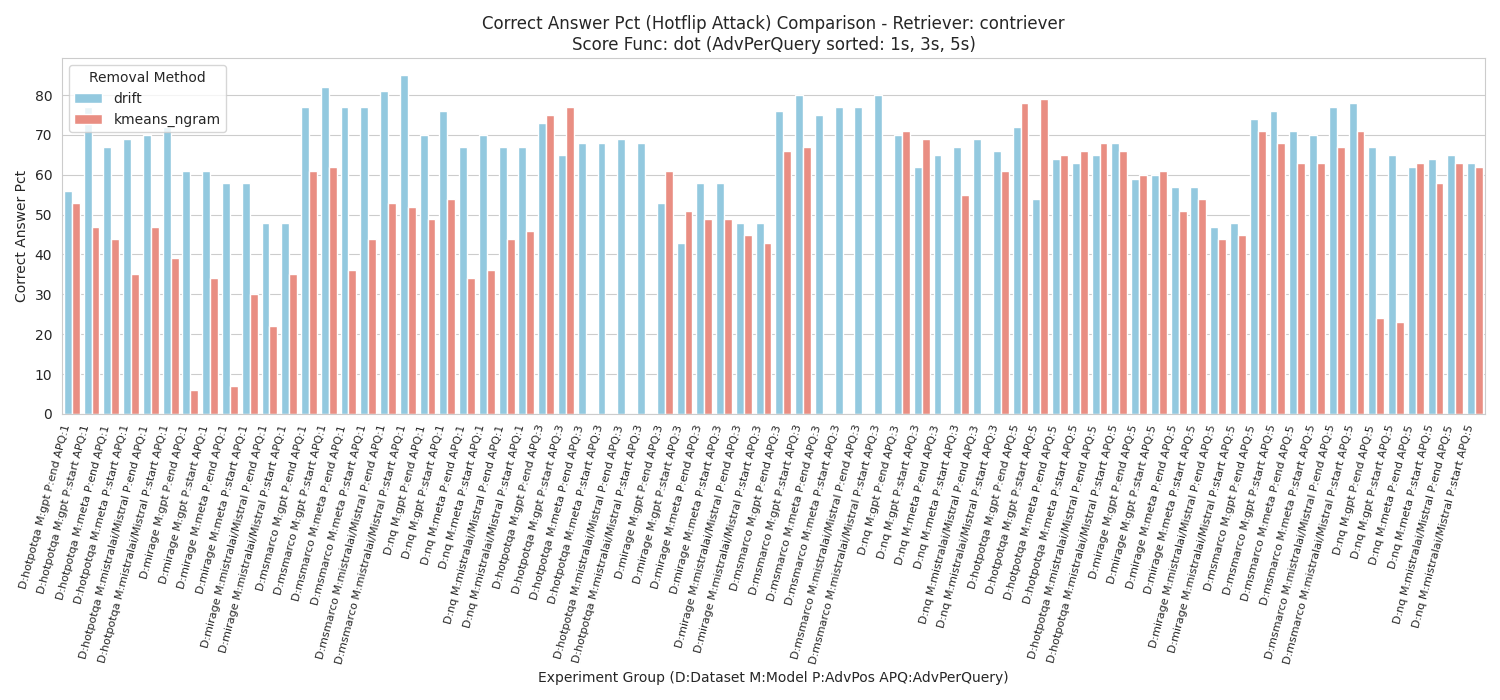 Correct Answer Pct (Hotflip Attack) Comparison - Retriever: contriever
Score Func: dot (AdvPerQuery sorted: 1s, 3s, 5s)
Removal Method
drift
kmeans_ngram
Correct Answer Pct
80
70
60
50
40
30
20
10
0
D:hotpotqa M:gpt P:end APQ:1
D:hotpotqa M:gpt P:start APQ:1
D:hotpotqa M:meta P:end APQ:1
D:hotpotqa M:meta P:start APQ:1
D:hotpotqa M:mistralai/Mistral P:end APQ:1
D:hotpotqa M:mistralai/Mistral P:start APQ:1
D:mirage M:gpt P:end APQ:1
D:mirage M:gpt P:start APQ:1
D:mirage M:meta P:end APQ:1
D:mirage M:meta P:start APQ:1
D:mirage M:mistralai/Mistral P:end APQ:1
D:mirage M:mistralai/Mistral P:start APQ:1
D:msmarco M:gpt P:end APQ:1
D:msmarco M:gpt P:start APQ:1
D:msmarco M:meta P:end APQ:1
D:msmarco M:meta P:start APQ:1
D:msmarco M:mistralai/Mistral P:end APQ:1
D:msmarco M:mistralai/Mistral P:start APQ:1
D:nq M:gpt P:end APQ:1
D:nq M:gpt P:start APQ:1
D:nq M:meta P:end APQ:1
D:nq M:meta P:start APQ:1
D:nq M:mistralai/Mistral P:end APQ:1
D:nq M:mistralai/Mistral P:start APQ:1
D:hotpotqa M:gpt P:end APQ:3
D:hotpotqa M:gpt P:start APQ:3
D:hotpotqa M:meta P:end APQ:3
D:hotpotqa M:meta P:start APQ:3
D:hotpotqa M:mistralai/Mistral P:end APQ:3
D:hotpotqa M:mistralai/Mistral P:start APQ:3
D:mirage M:gpt P:end APQ:3
D:mirage M:gpt P:start APQ:3
D:mirage M:meta P:end APQ:3
D:mirage M:meta P:start APQ:3
D:mirage M:mistralai/Mistral P:end APQ:3
D:mirage M:mistralai/Mistral P:start APQ:3
D:msmarco M:gpt P:end APQ:3
D:msmarco M:gpt P:start APQ:3
D:msmarco M:meta P:end APQ:3
D:msmarco M:meta P:start APQ:3
D:msmarco M:mistralai/Mistral P:end APQ:3
D:msmarco M:mistralai/Mistral P:start APQ:3
D:nq M:gpt P:end APQ:3
D:nq M:gpt P:start APQ:3
D:nq M:meta P:end APQ:3
D:nq M:meta P:start APQ:3
D:nq M:mistralai/Mistral P:end APQ:3
D:nq M:mistralai/Mistral P:start APQ:3
D:hotpotqa M:gpt P:end APQ:5
D:hotpotqa M:gpt P:start APQ:5
D:hotpotqa M:meta P:end APQ:5
D:hotpotqa M:meta P:start APQ:5
D:hotpotqa M:mistralai/Mistral P:end APQ:5
D:hotpotqa M:mistralai/Mistral P:start APQ:5
D:mirage M:gpt P:end APQ:5
D:mirage M:gpt P:start APQ:5
D:mirage M:meta P:end APQ:5
D:mirage M:meta P:start APQ:5
D:mirage M:mistralai/Mistral P:end APQ:5
D:mirage M:mistralai/Mistral P:start APQ:5
D:msmarco M:gpt P:end APQ:5
D:msmarco M:gpt P:start APQ:5
D:msmarco M:meta P:end APQ:5
D:msmarco M:meta P:start APQ:5
D:msmarco M:mistralai/Mistral P:end APQ:5
D:msmarco M:mistralai/Mistral P:start APQ:5
D:nq M:gpt P:end APQ:5
D:nq M:gpt P:start APQ:5
D:nq M:meta P:end APQ:5
D:nq M:meta P:start APQ:5
D:nq M:mistralai/Mistral P:end APQ:5
D:nq M:mistralai/Mistral P:start APQ:5
Experiment Group (D:Dataset M:Model P:AdvPos APQ:AdvPerQuery)